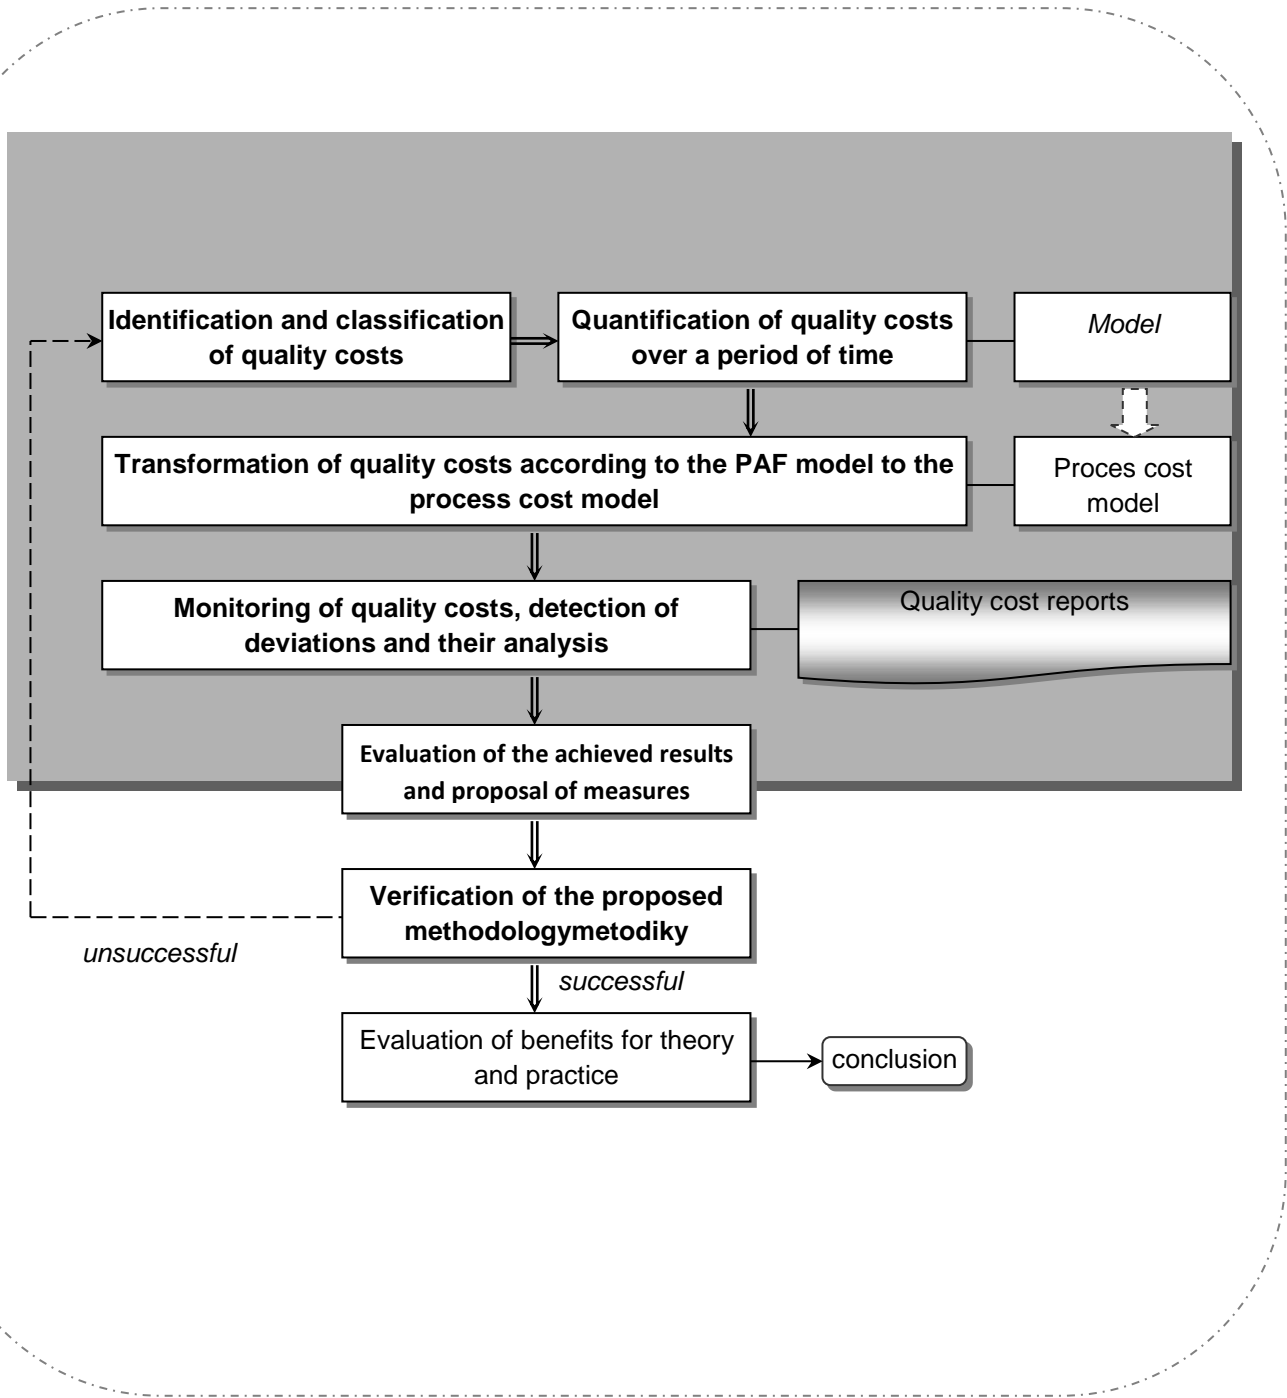 Identification and classification
of quality costs
Quantification of quality costs
over a period of time
Model
Transformation of quality costs according to the PAF model to the
process cost model
Proces cost
model
Monitoring of quality costs, detection of
deviations and their analysis
Quality cost reports
Evaluation of the achieved results
and proposal of measures
Verification of the proposed
methodologymetodiky
unsuccessful
successful
Evaluation of benefits for theory
and practice
conclusion